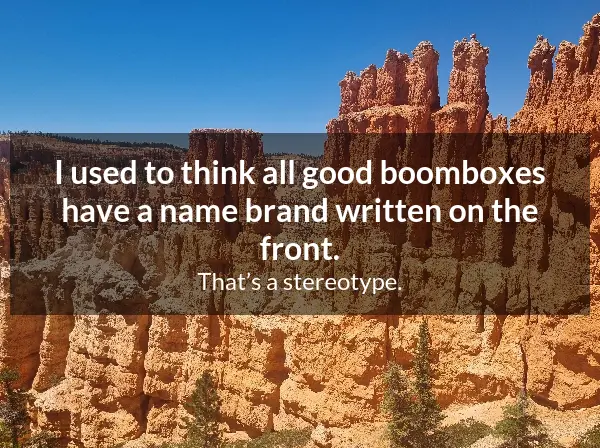 I used to think all good boomboxes
have a name brand written on the
front.
That’s a stereotype.